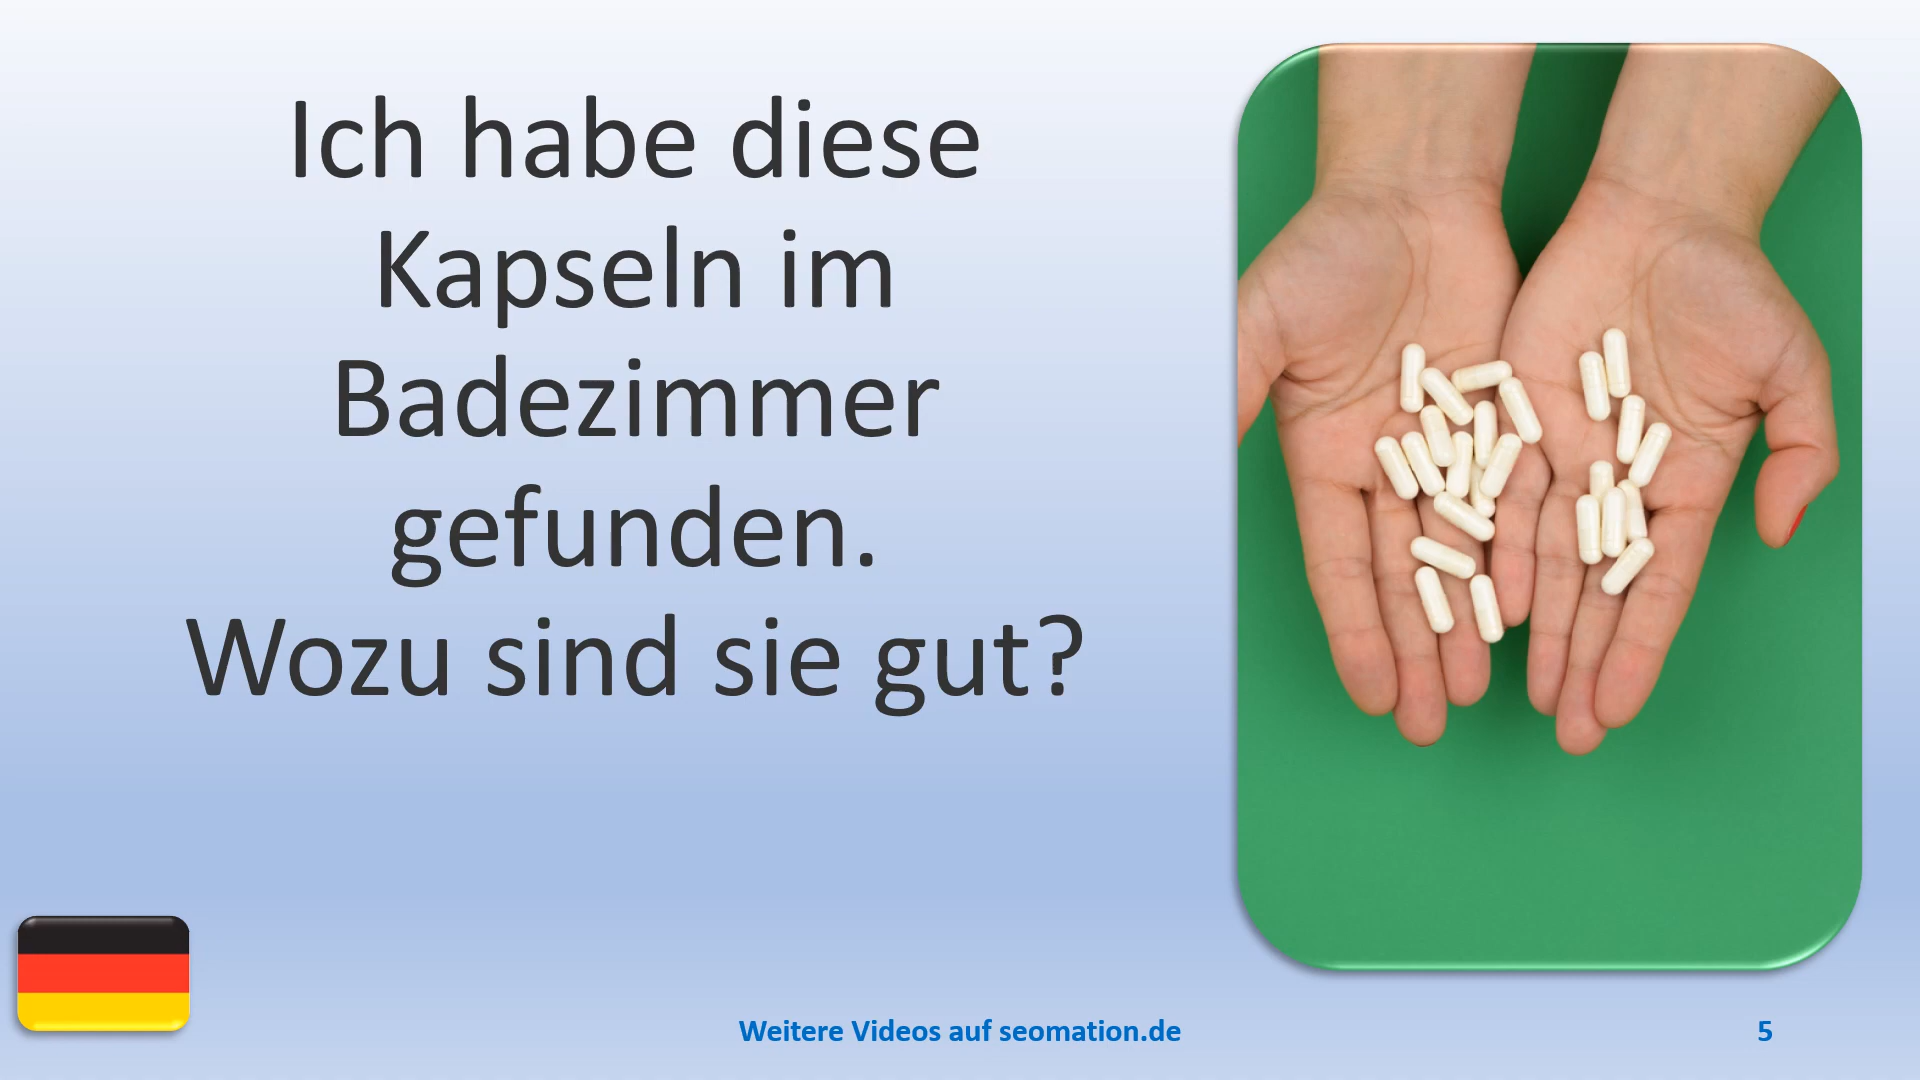 Ich habe diese
Kapseln im
Badezimmer
gefunden.
Wozu sind sie gut?
Weitere Videos auf seomation.de
5